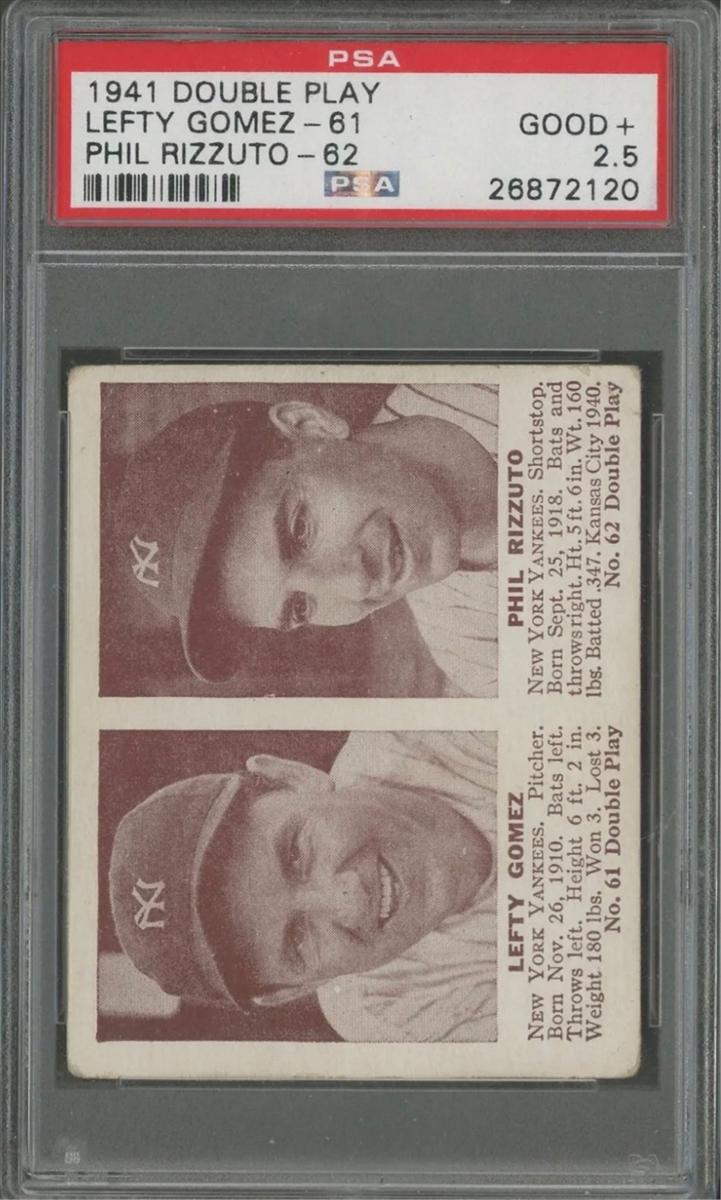 PSA
1941 DOUBLE PLAY
LEFTY GOMEZ – 61
GOOD +
PHIL RIZZUTO – 62
2.5
PSA
26872120
LEFTY GOMEZ
NEW YORK YANKEES. Pitcher.
Born Nov. 26, 1910. Bats left.
Throws left. Height 6 ft. 2 in.
Weight 180 lbs. Won 3. Lost 3.
No. 61 Double Play
PHIL RIZZUTO
NEW YORK YANKEES. Shortstop.
Born Sept. 25, 1918. Bats and
throws right. Ht. 5 ft. 6 in. Wt. 160
lbs. Batted .347. Kansas City 1940.
No. 62 Double Play
NY
NY